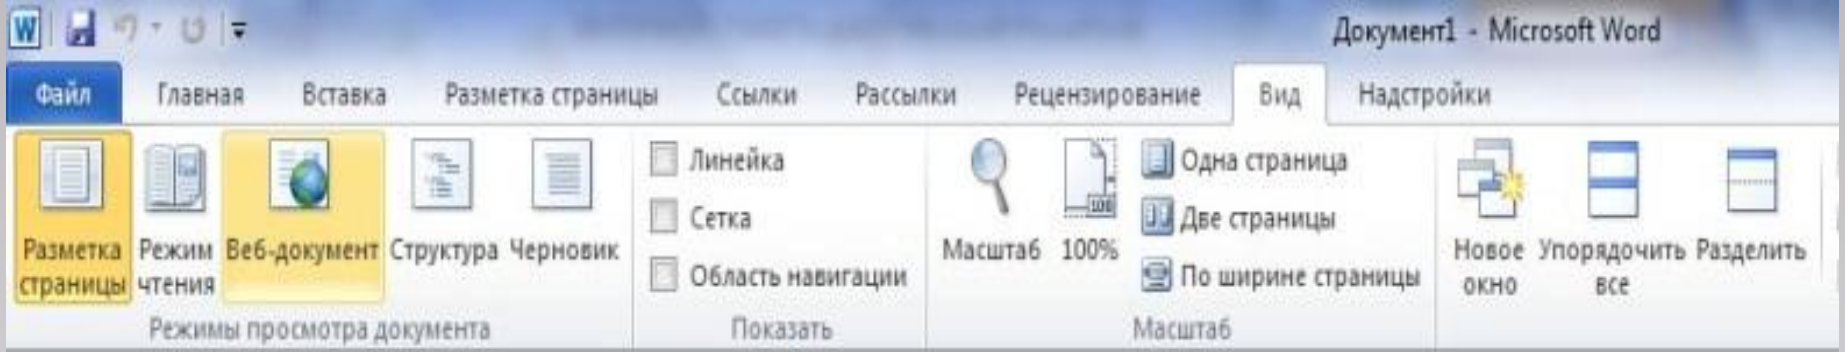 W
Документ1 - Microsoft Word
Файл Главная Вставка Разметка страницы Ссылки Рассылки Рецензирование Вид Надстройки
Разметка страницы
Режим чтения
Веб-документ
Структура
Черновик
Режимы просмотра документа
Линейка
Сетка
Область навигации
Показать
Масштаб
100
100%
Одна страница
Две страницы
По ширине страницы
Масштаб
Новое окно
Упорядочить все
Разделить